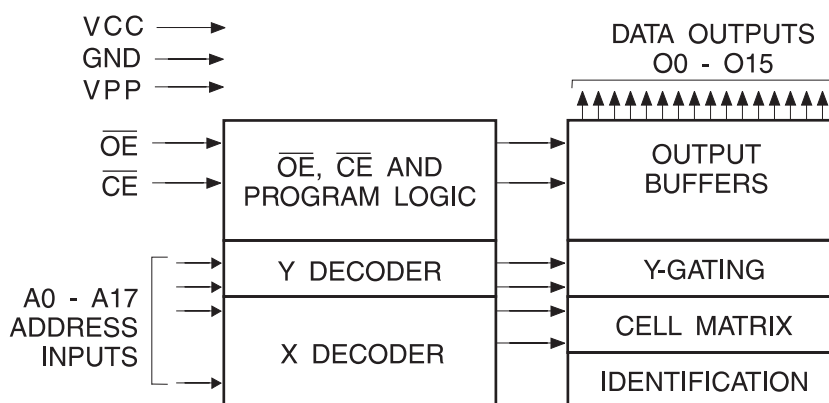 VCC
GND
VPP
OE
CE
A0 - A17
ADDRESS
INPUTS
OE, CE AND
PROGRAM LOGIC
Y DECODER
X DECODER
DATA OUTPUTS
O0 - O15
OUTPUT
BUFFERS
Y-GATING
CELL MATRIX
IDENTIFICATION